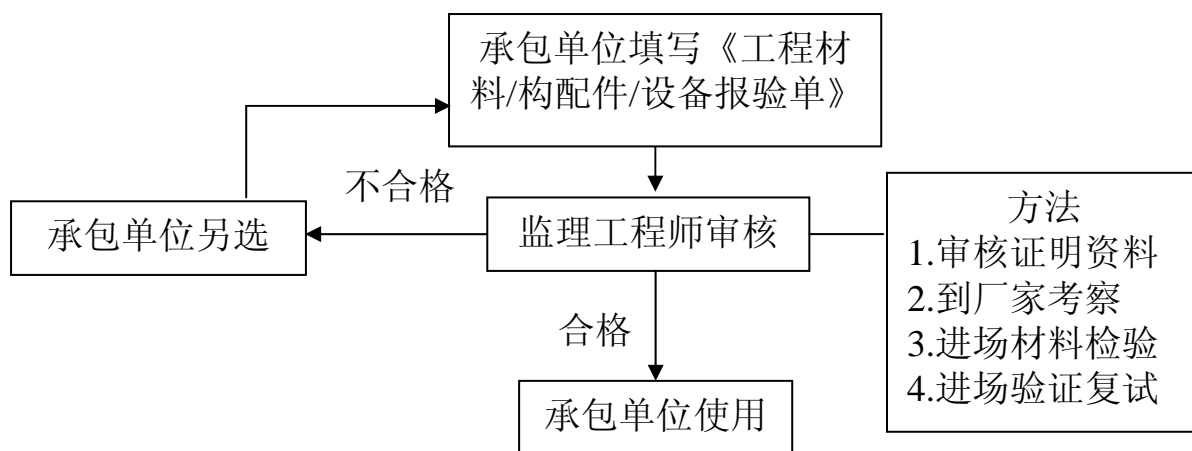 承包单位填写《工程材
料/构配件/设备报验单》
不合格
承包单位另选
监理工程师审核
方法
1.审核证明资料
2.到厂家考察
3.进场材料检验
4.进场验证复试
合格
承包单位使用